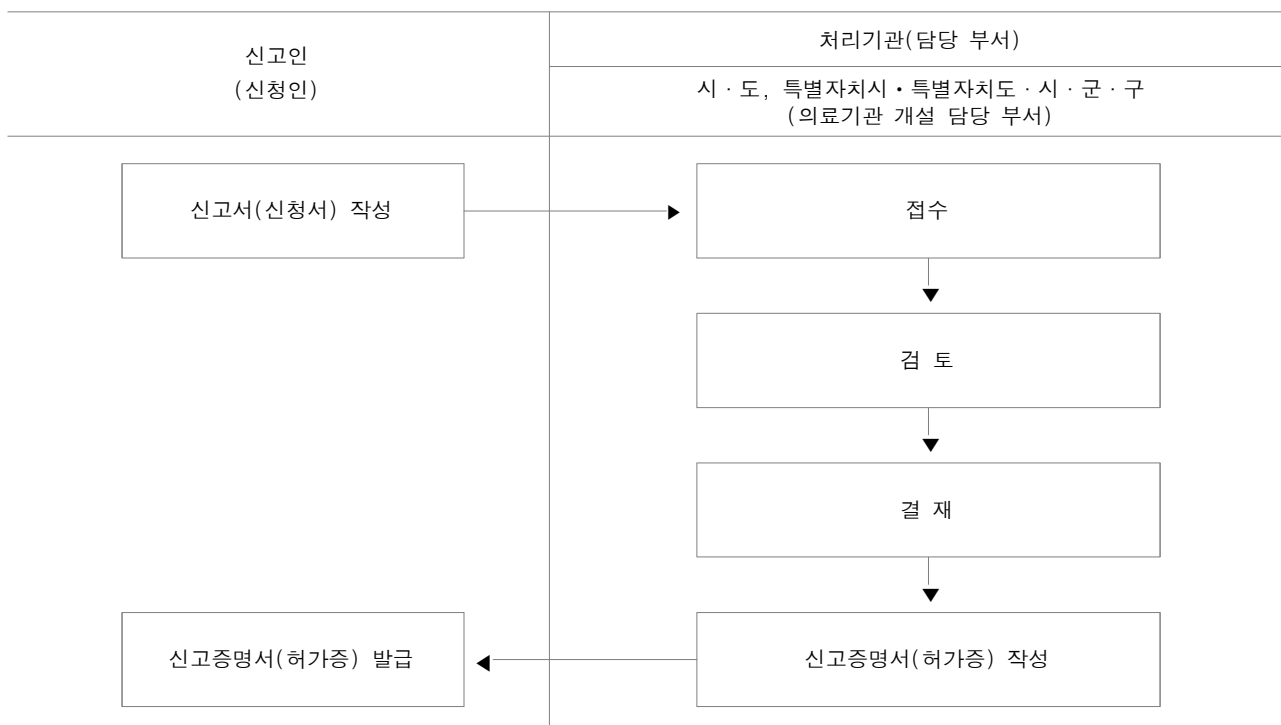 신고인
(신청인)
처리기관(담당 부서)
시·도, 특별자치시·특별자치도·시·군·구
(의료기관 개설 담당 부서)
신고서(신청서) 작성
접수
검 토
결 재
신고증명서(허가증) 발급
신고증명서(허가증) 작성